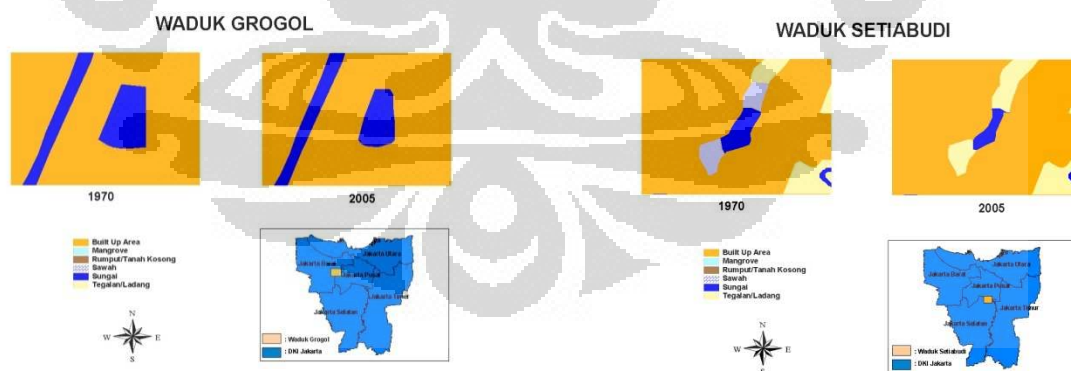 WADUK GROGOL
1970
2005
Built Up Area
Mangrove
Rumput/Tanah Kosong
Sawah
Sungai
Tegalan/Ladang
N
W E
S
Jakarta Utara
Jakarta Barat
Jakarta Pusat
Jakarta Timur
Jakarta Selatan
: Waduk Grogol
: DKI Jakarta
WADUK SETIABUDI
1970
2005
Built Up Area
Mangrove
Rumput/Tanah Kosong
Sawah
Sungai
Tegalan/Ladang
N
W E
S
Jakarta Utara
Jakarta Barat
Jakarta Pusat
Jakarta Timur
Jakarta Selatan
: Waduk Setiabudi
: DKI Jakarta